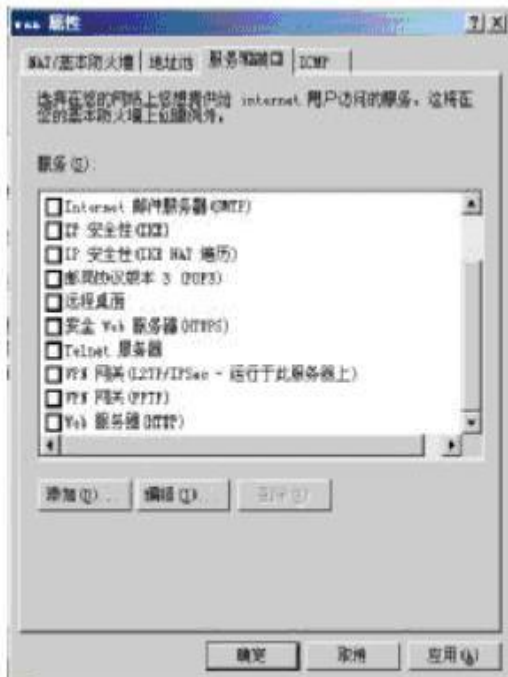 Web 属性
NAT/基本防火墙 地址池 服务和端口 ICMP
选择在您的网络上您想提供给 internet 用户访问的服务。这将在
您的基本防火墙上创建例外。
服务(S):
Internet 邮件服务器(SMTP)
IP 安全性(IKE)
IP 安全性(IKE NAT 遍历)
邮局协议版本 3 (POP3)
远程桌面
安全 Web 服务器(HTTPS)
Telnet 服务器
VPN 网关(L2TP/IPSec - 运行于此服务器上)
VPN 网关(PPTP)
Web 服务器(HTTP)
添加(D)... 编辑(I)...
确定 取消 应用(A)